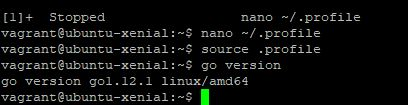 [1]+  Stopped                 nano ~/.profile
vagrant@ubuntu-xenial:~$ nano ~/.profile
vagrant@ubuntu-xenial:~$ source .profile
vagrant@ubuntu-xenial:~$ go version
go version go1.12.1 linux/amd64
vagrant@ubuntu-xenial:~$